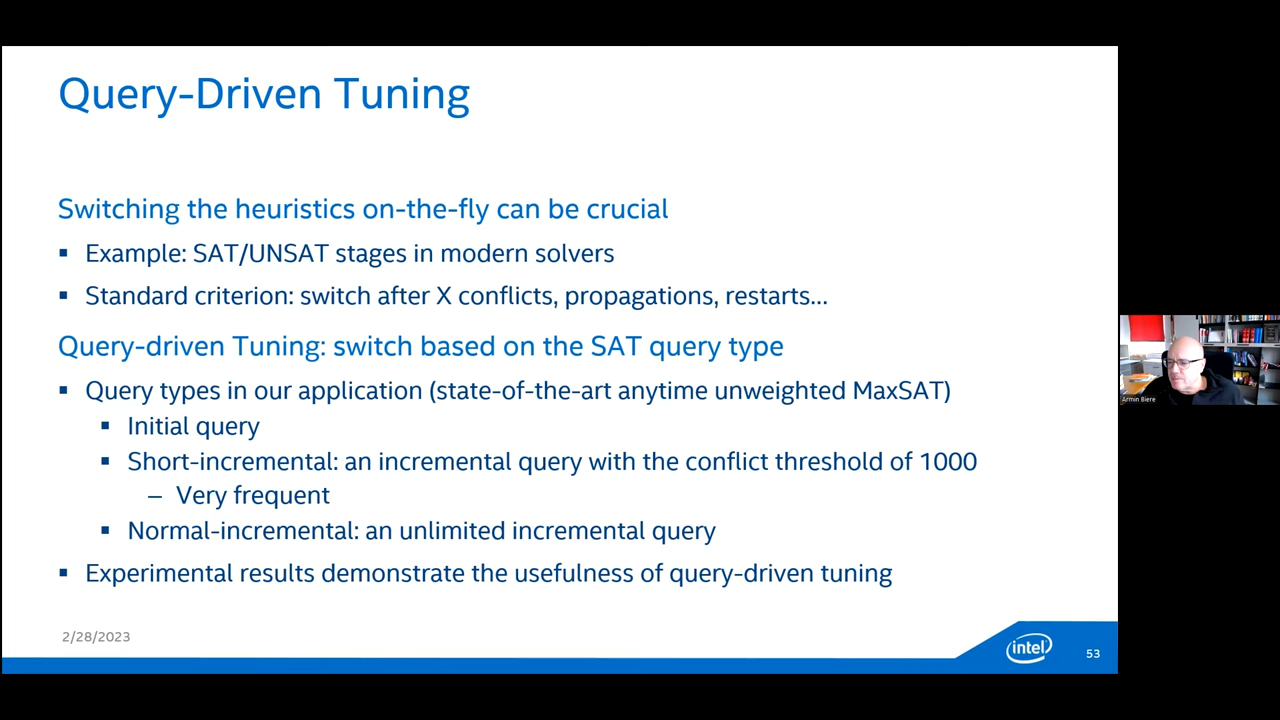 Query-Driven Tuning
Switching the heuristics on-the-fly can be crucial
▪ Example: SAT/UNSAT stages in modern solvers
▪ Standard criterion: switch after X conflicts, propagations, restarts...
Query-driven Tuning: switch based on the SAT query type
▪ Query types in our application (state-of-the-art anytime unweighted MaxSAT)
▪ Initial query
▪ Short-incremental: an incremental query with the conflict threshold of 1000
– Very frequent
▪ Normal-incremental: an unlimited incremental query
▪ Experimental results demonstrate the usefulness of query-driven tuning
2/28/2023
intel
53
Armin Biere